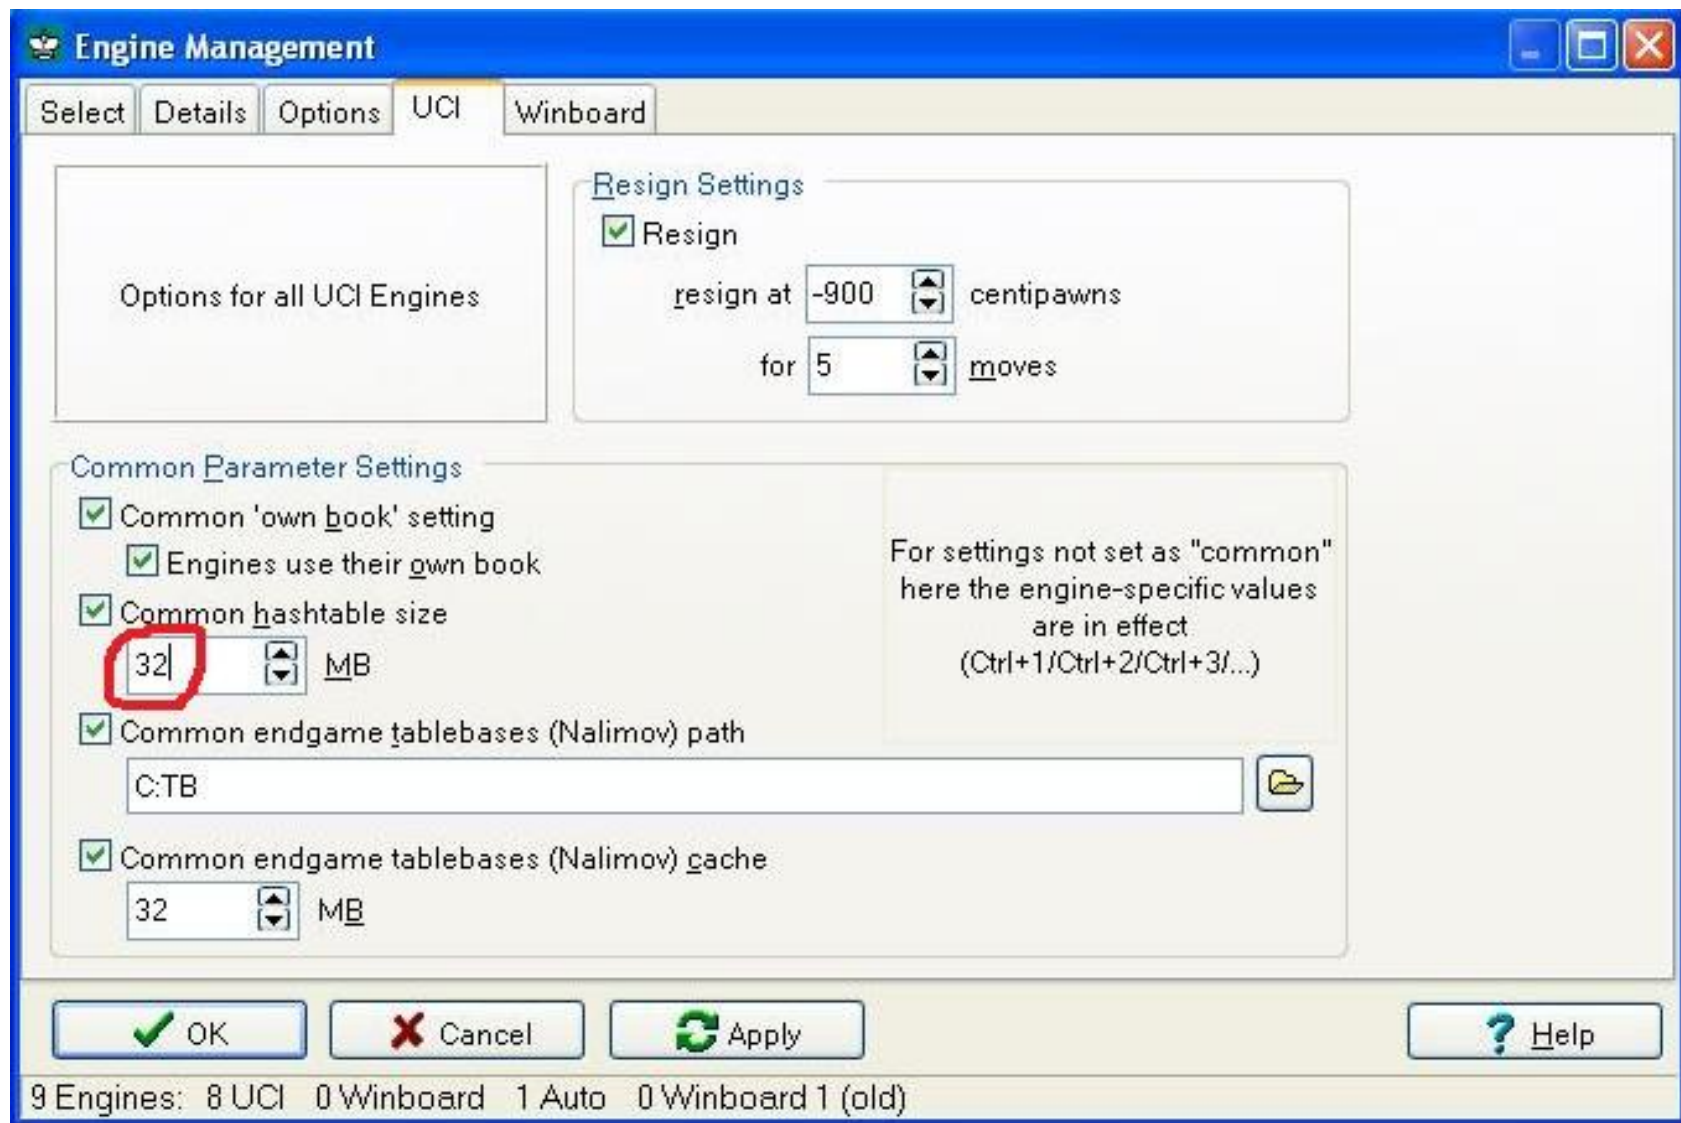 Engine Management
Select Details Options UCI Winboard
Options for all UCI Engines
Resign Settings
Resign
resign at -900 centipawns
for 5 moves
Common Parameter Settings
Common 'own book' setting
Engines use their own book
Common hashtable size
32 MB
For settings not set as "common"
here the engine-specific values
are in effect
(Ctrl+1/Ctrl+2/Ctrl+3/...)
Common endgame tablebases (Nalimov) path
C:TB
Common endgame tablebases (Nalimov) cache
32 MB
OK Cancel Apply Help
9 Engines: 8 UCI 0 Winboard 1 Auto 0 Winboard 1 (old)